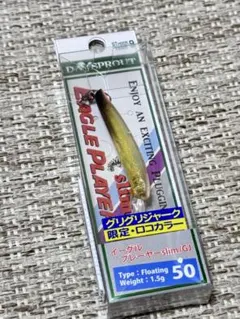 DAYSPROUT
ENJOY AN EXCITING PLUGGIN
EAGLE PLAYER
slim
グリグリジャーク
限定・ロコカラー
イーグル
プレーヤーslim(G)
Type : Floating
Weight : 1.5g
50